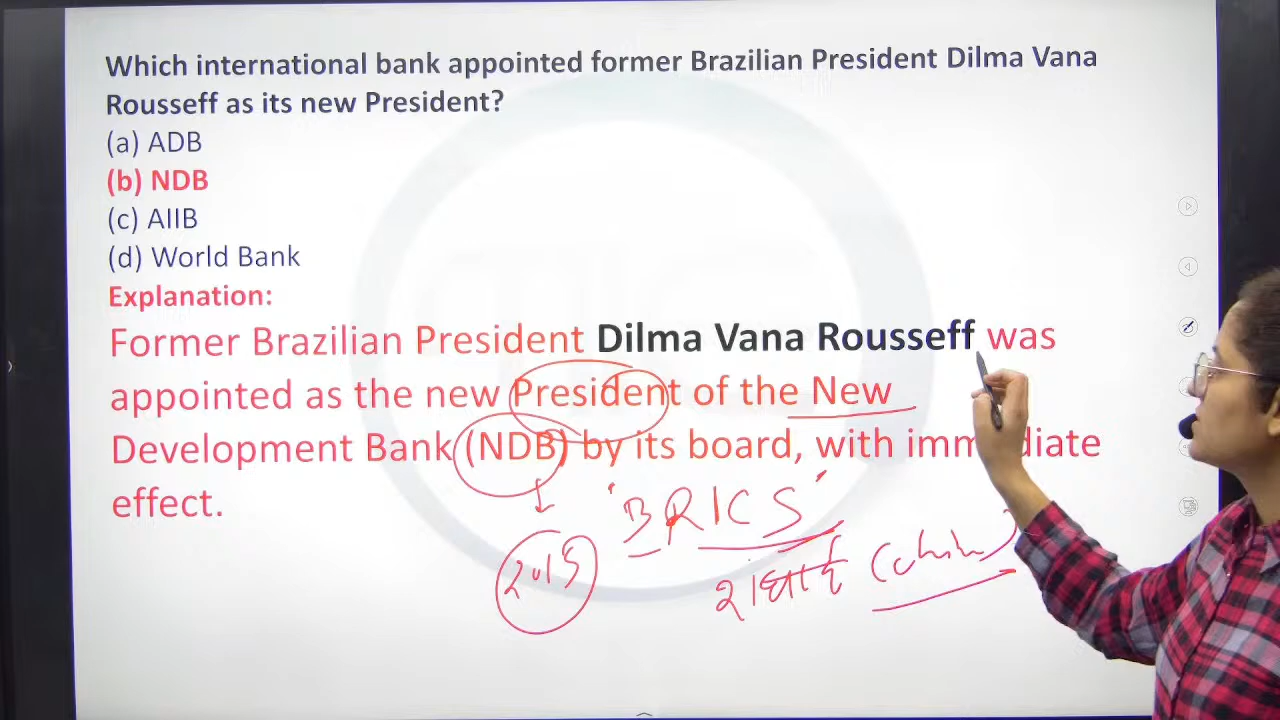 Which international bank appointed former Brazilian President Dilma Vana
Rousseff as its new President?
(a) ADB
(b) NDB
(c) AIIB
(d) World Bank
Explanation:
Former Brazilian President Dilma Vana Rousseff was
appointed as the new President of the New
Development Bank (NDB) by its board, with immediate
effect.
'BRICS'
2015
शंघाई (China)